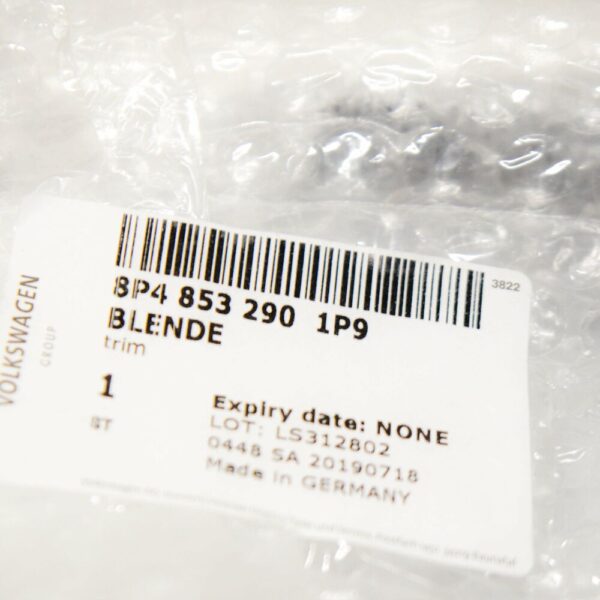 3822
8P4 853 290 1P9
BLENDE
trim
VOLKSWAGEN
GROUP
1
ST
Expiry date: NONE
LOT: LS312802
0448 SA 20190718
Made in GERMANY